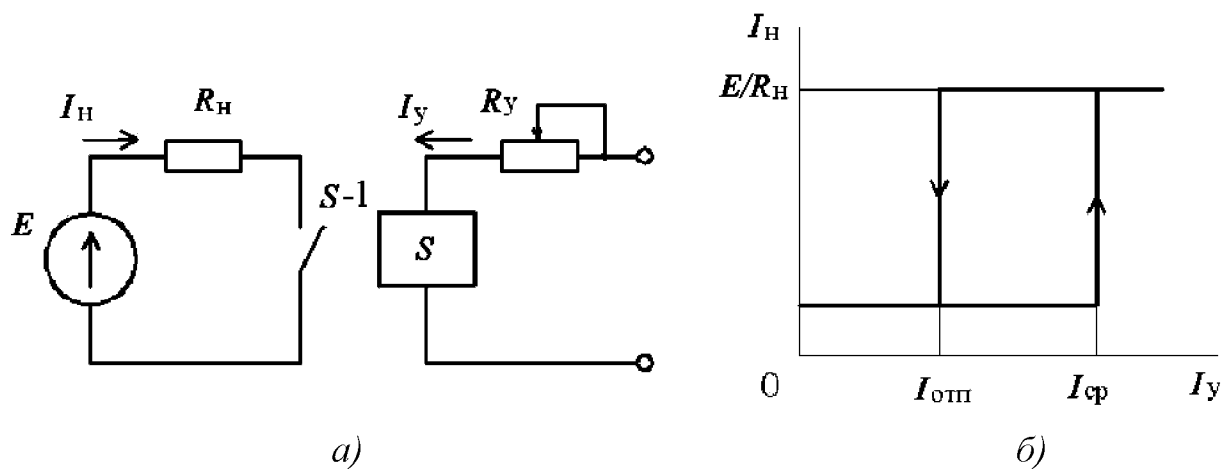 Iн
Rн
E
S-1
Iу
Rу
S
а)
Iн
E/Rн
0
Iотп
Iср
Iу
б)